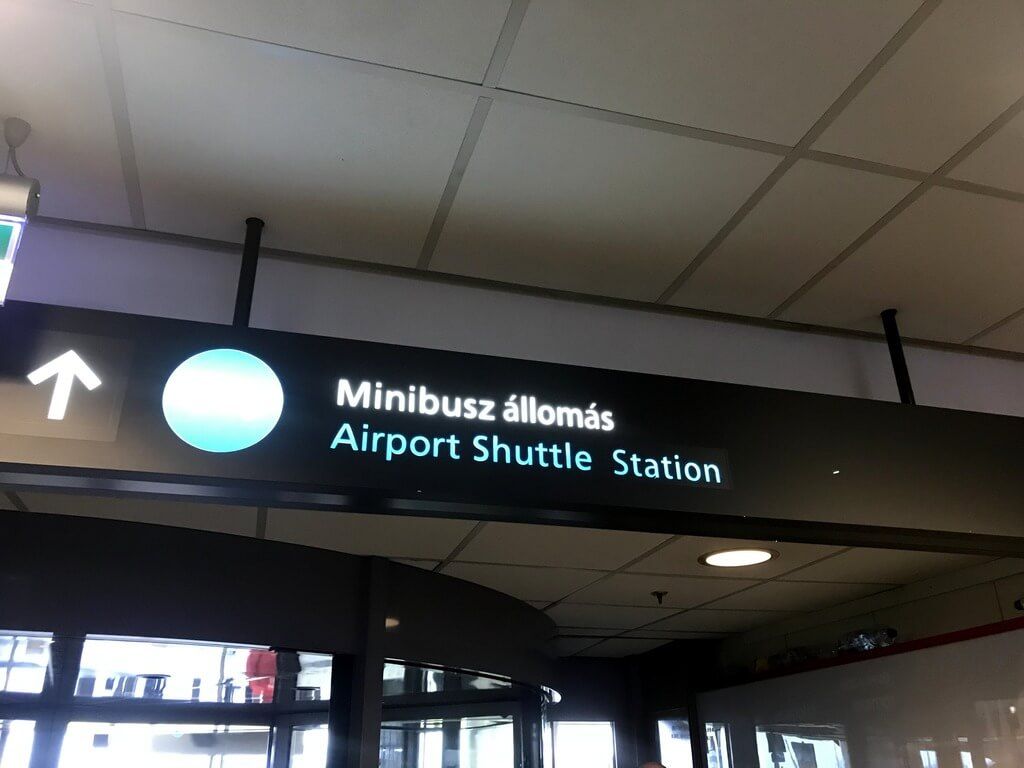 Minibusz állomás
Airport Shuttle Station